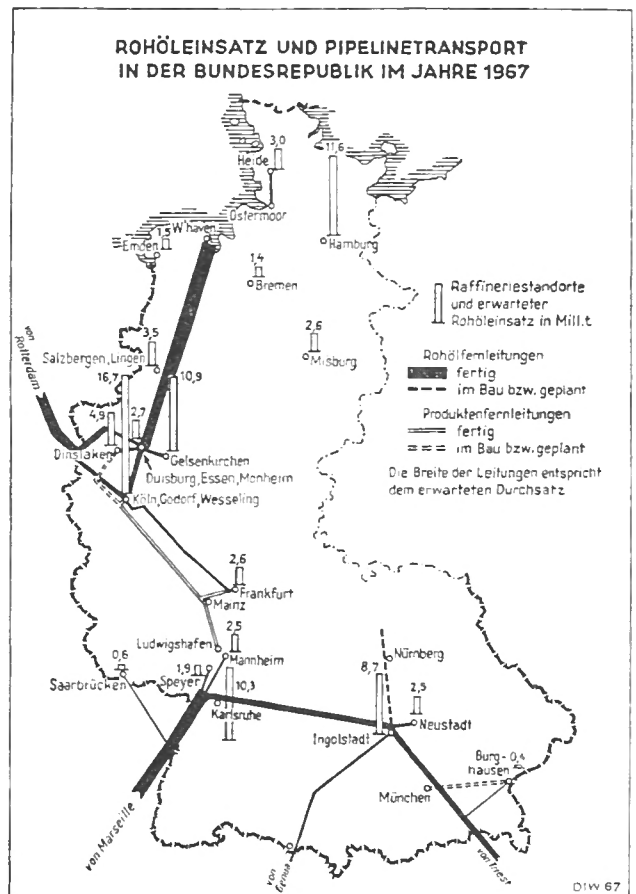 ROHÖLEINSATZ UND PIPELINETRANSPORT
IN DER BUNDESREPUBLIK IM JAHRE 1967
3,0
Heide
11,6
Ostermoor
W'haven
1,5
Emden
Hamburg
1,4
Bremen
Raffineriestandorte
und erwarteter
Rohöleinsatz in Mill.t
2,6
Misburg
3,5
Salzbergen, Lingen
von
Rotterdam
16,7
10,9
Rohölfernleitungen
fertig
im Bau bzw. geplant
Produktenfernleitungen
fertig
im Bau bzw. geplant
Die Breite der Leitungen entspricht
dem erwarteten Durchsatz
4,9
2,7
Dinslaken
Gelsenkirchen
Duisburg, Essen, Monheim
Köln, Godorf, Wesseling
2,6
Frankfurt
Mainz
2,5
Ludwigshafen
Mannheim
0,6
Saarbrücken
1,9
Speyer
10,3
Karlsruhe
Nürnberg
8,7
2,5
Neustadt
Ingolstadt
Burg-
hausen
0,4
München
von Marseille
von
Genua
von Triest
DIW 67